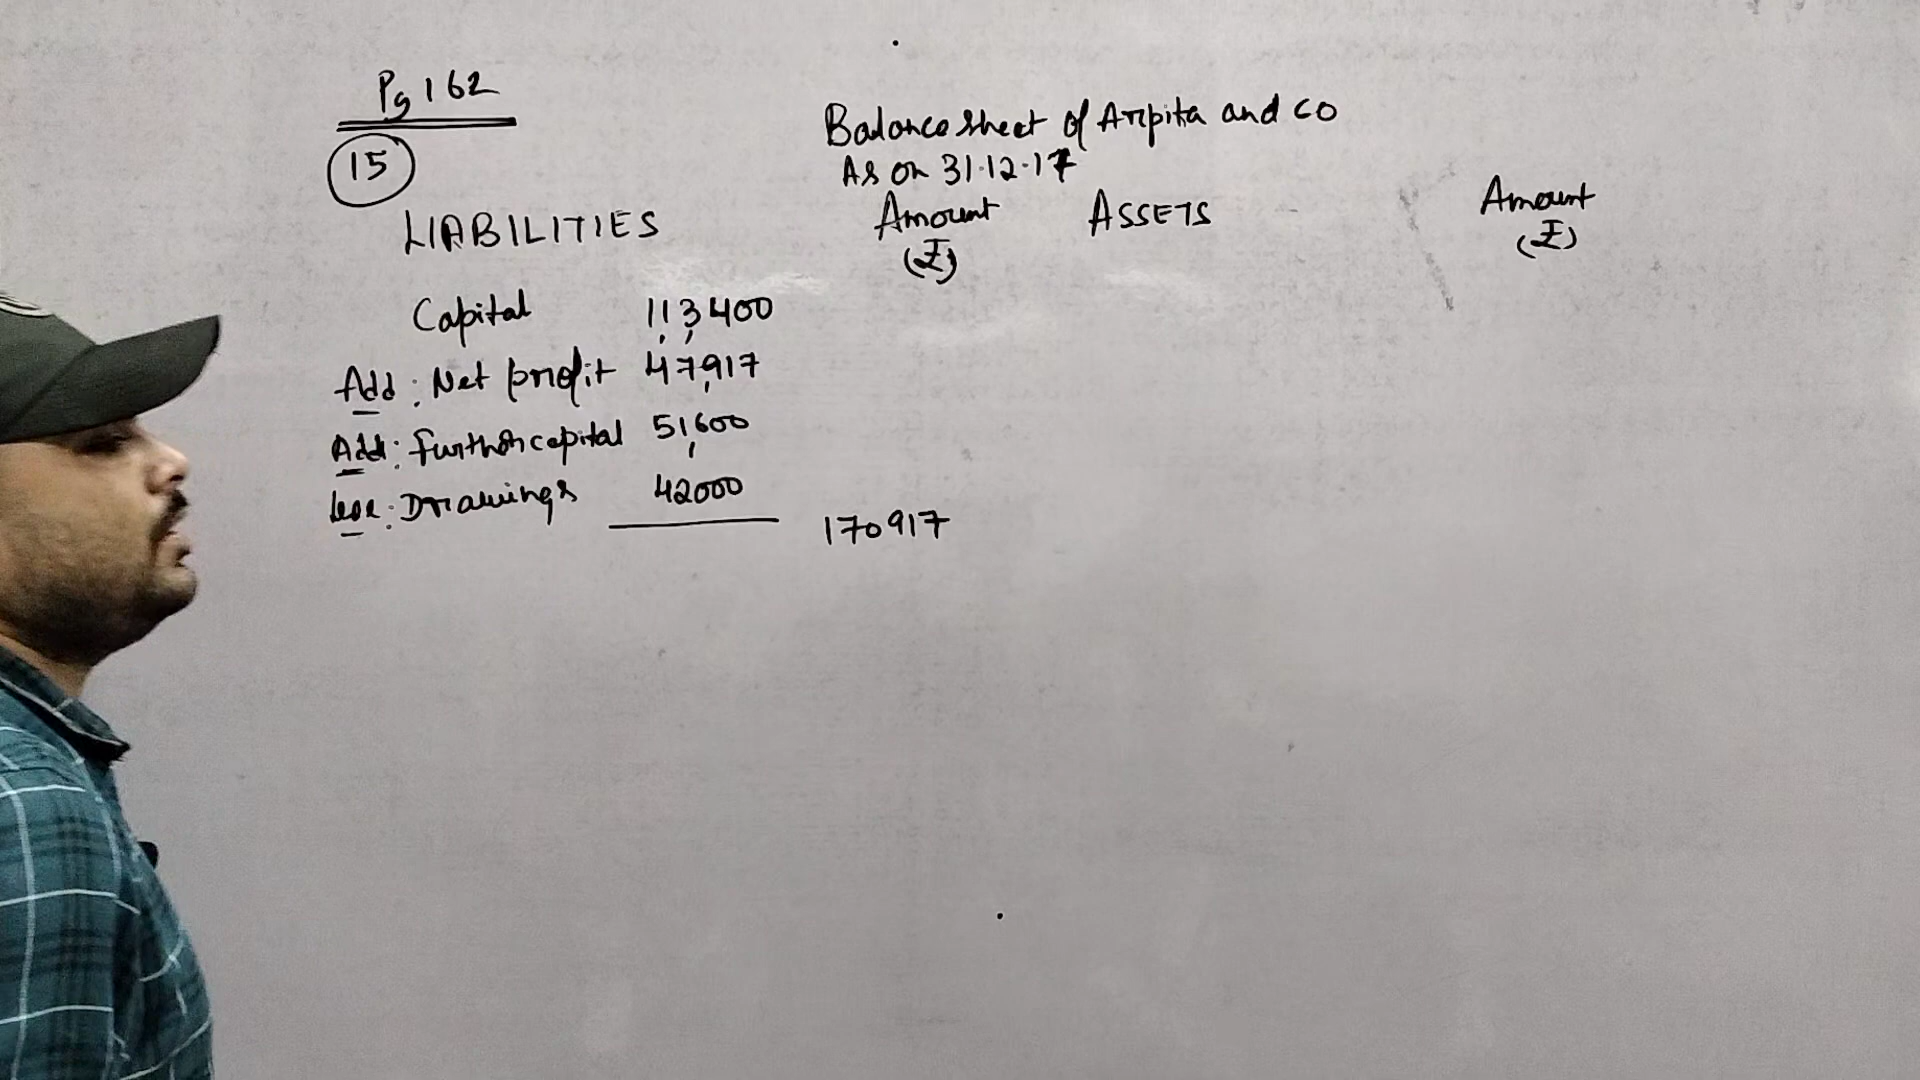 Pg 162
15
Balance sheet of Arpita and co
As on 31.12.17
LIABILITIES Amount (₹) ASSETS Amount (₹)
Capital 113400
Add: Net profit 47917
Add: further capital 51600
less: Drawings 42000
170917